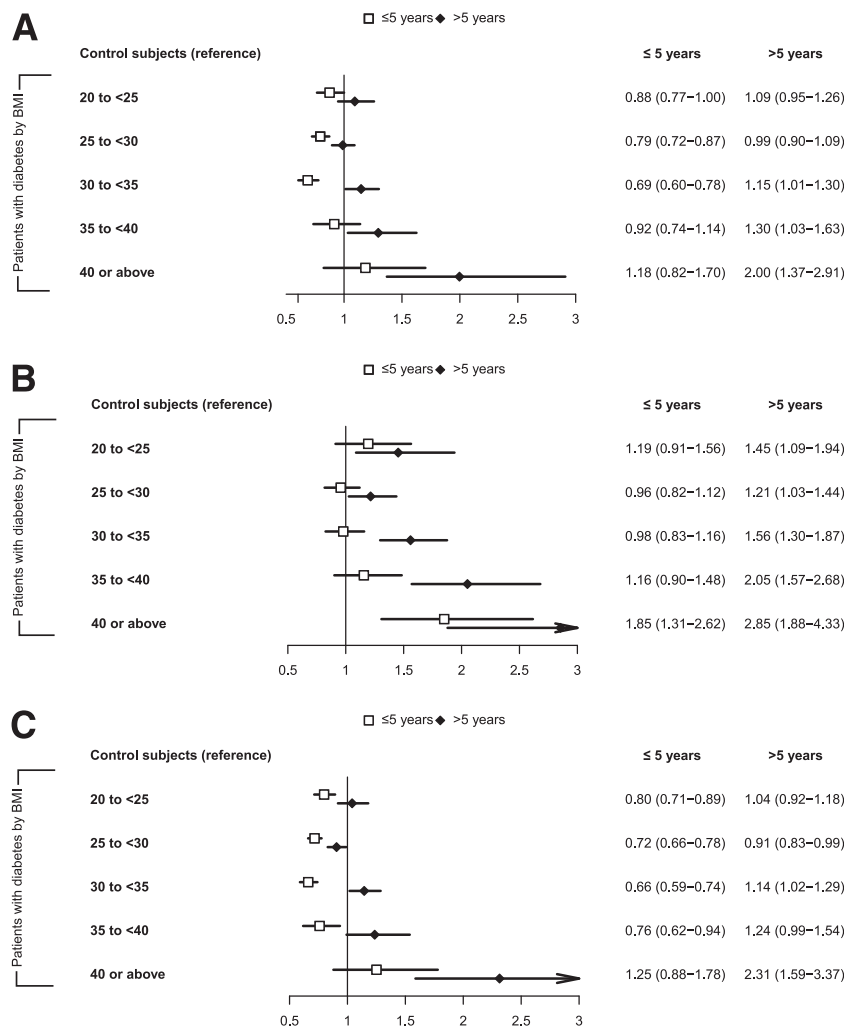 A
≤5 years >5 years
Control subjects (reference) ≤ 5 years >5 years
Patients with diabetes by BMI
20 to <25 0.88 (0.77–1.00) 1.09 (0.95–1.26)
25 to <30 0.79 (0.72–0.87) 0.99 (0.90–1.09)
30 to <35 0.69 (0.60–0.78) 1.15 (1.01–1.30)
35 to <40 0.92 (0.74–1.14) 1.30 (1.03–1.63)
40 or above 1.18 (0.82–1.70) 2.00 (1.37–2.91)
0.5 1 1.5 2 2.5 3
B
≤5 years >5 years
Control subjects (reference) ≤ 5 years >5 years
Patients with diabetes by BMI
20 to <25 1.19 (0.91–1.56) 1.45 (1.09–1.94)
25 to <30 0.96 (0.82–1.12) 1.21 (1.03–1.44)
30 to <35 0.98 (0.83–1.16) 1.56 (1.30–1.87)
35 to <40 1.16 (0.90–1.48) 2.05 (1.57–2.68)
40 or above 1.85 (1.31–2.62) 2.85 (1.88–4.33)
0.5 1 1.5 2 2.5 3
C
≤5 years >5 years
Control subjects (reference) ≤ 5 years >5 years
Patients with diabetes by BMI
20 to <25 0.80 (0.71–0.89) 1.04 (0.92–1.18)
25 to <30 0.72 (0.66–0.78) 0.91 (0.83–0.99)
30 to <35 0.66 (0.59–0.74) 1.14 (1.02–1.29)
35 to <40 0.76 (0.62–0.94) 1.24 (0.99–1.54)
40 or above 1.25 (0.88–1.78) 2.31 (1.59–3.37)
0.5 1 1.5 2 2.5 3